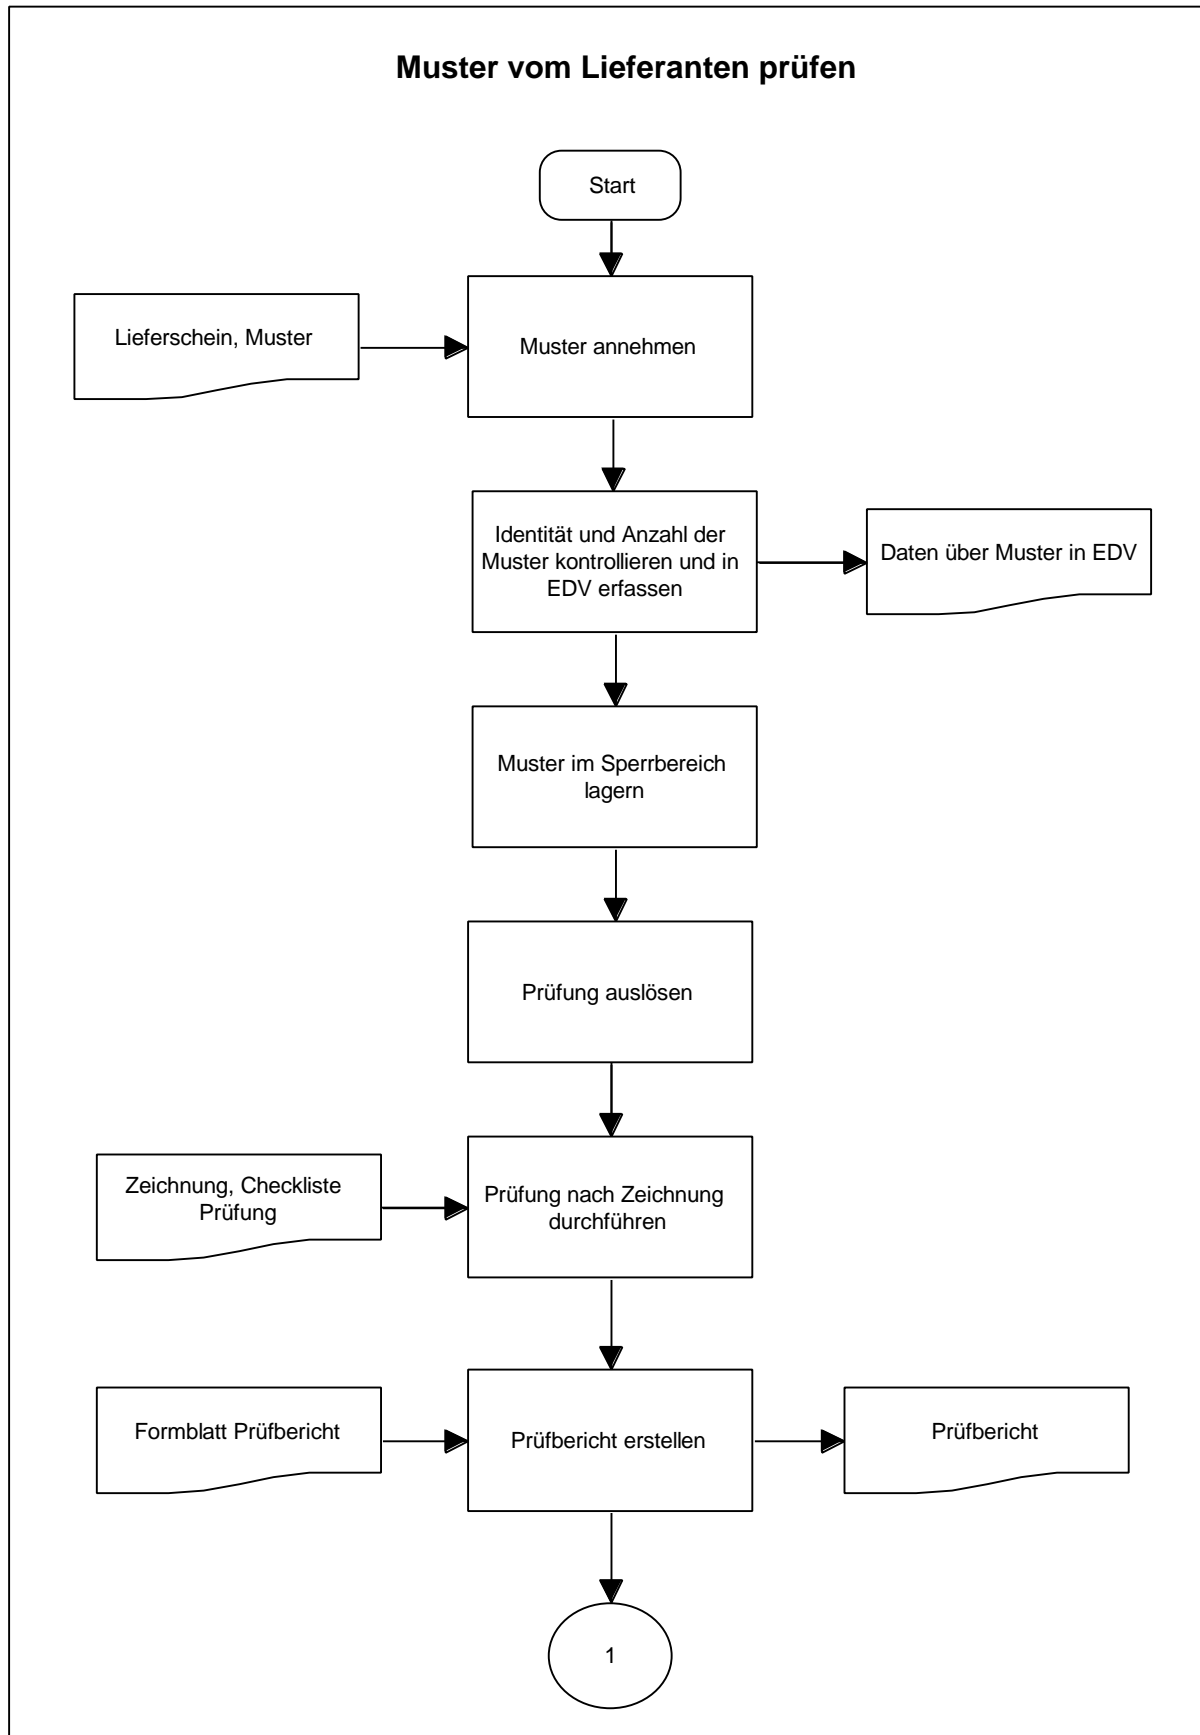 Muster vom Lieferanten prüfen
Start
Lieferschein, Muster
Muster annehmen
Identität und Anzahl der
Muster kontrollieren und in
EDV erfassen
Daten über Muster in EDV
Muster im Sperrbereich
lagern
Prüfung auslösen
Zeichnung, Checkliste
Prüfung
Prüfung nach Zeichnung
durchführen
Formblatt Prüfbericht
Prüfbericht erstellen
Prüfbericht
1